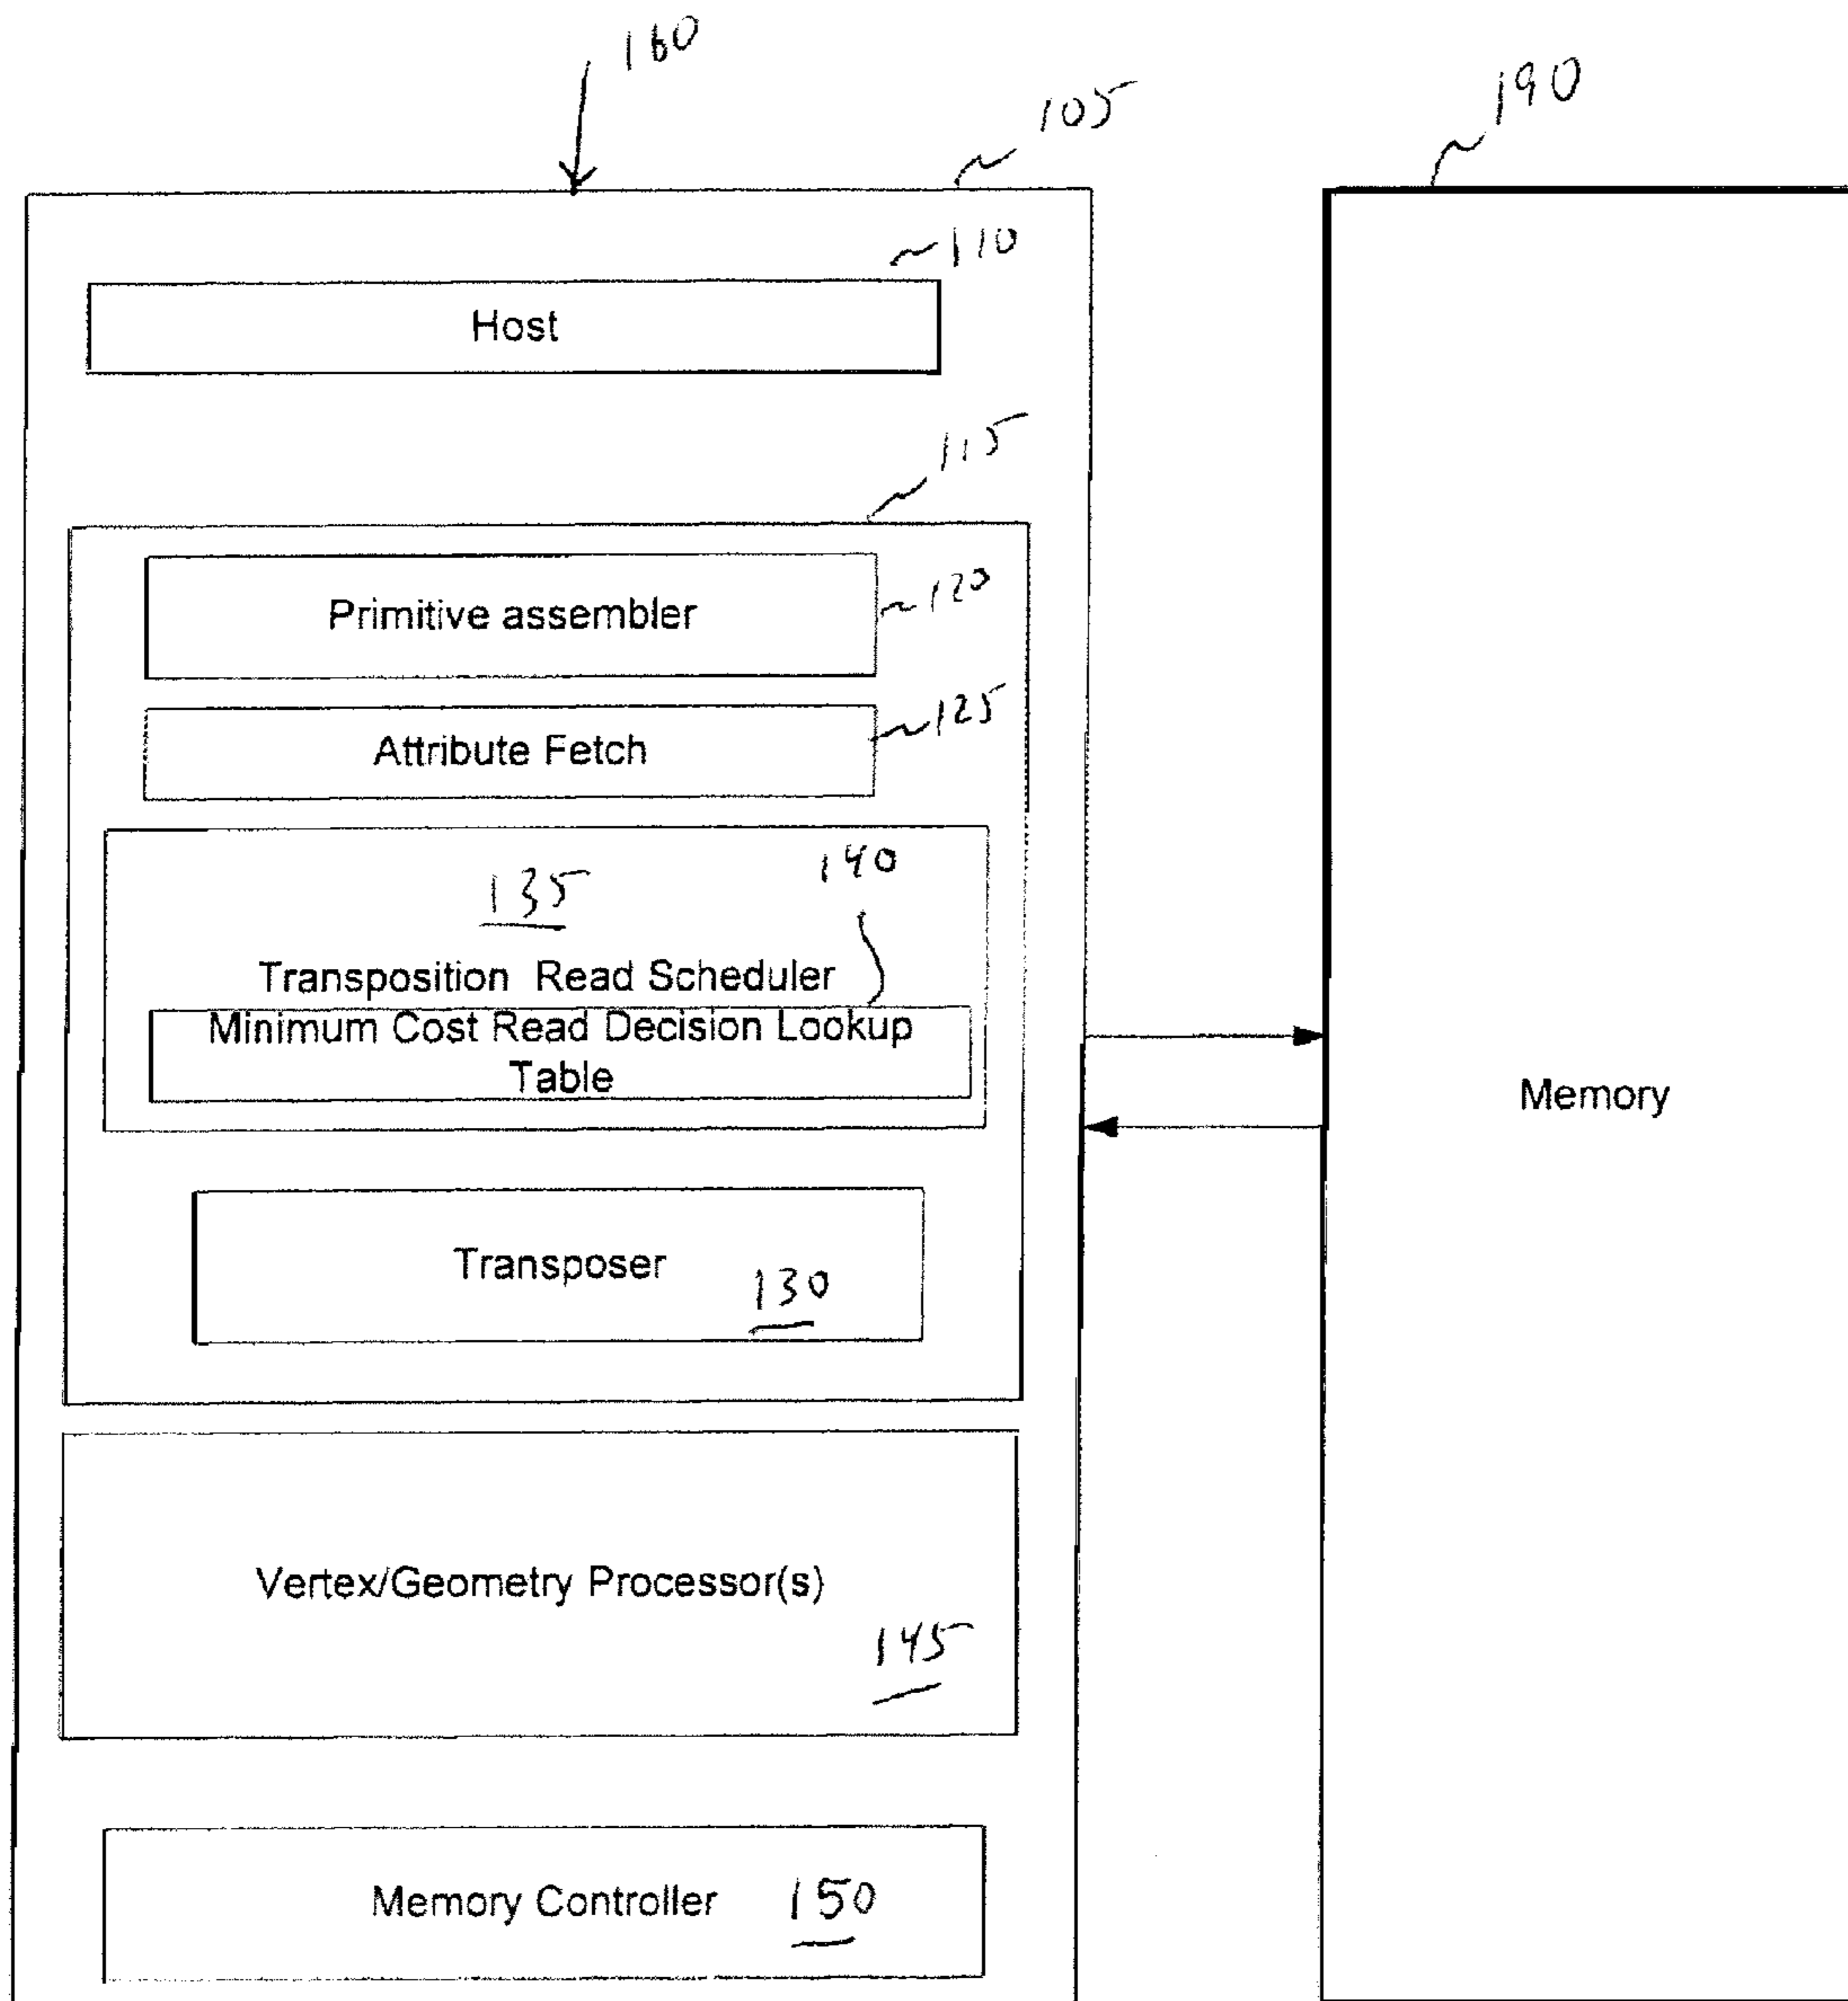 160
105
190
110
Host
115
Primitive assembler
120
Attribute Fetch
125
135
140
Transposition Read Scheduler
Minimum Cost Read Decision Lookup
Table
Memory
Transposer
130
Vertex/Geometry Processor(s)
145
Memory Controller
150